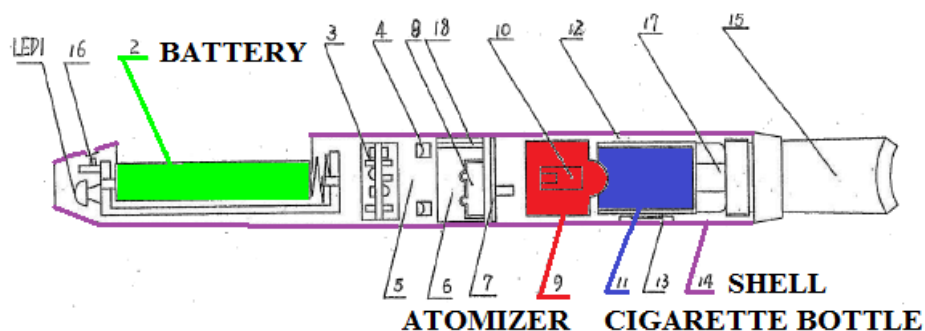 LED1 16 2 BATTERY 3 4 8 18 10 12 17 15
5 6 7 9 11 13 14 SHELL
ATOMIZER CIGARETTE BOTTLE